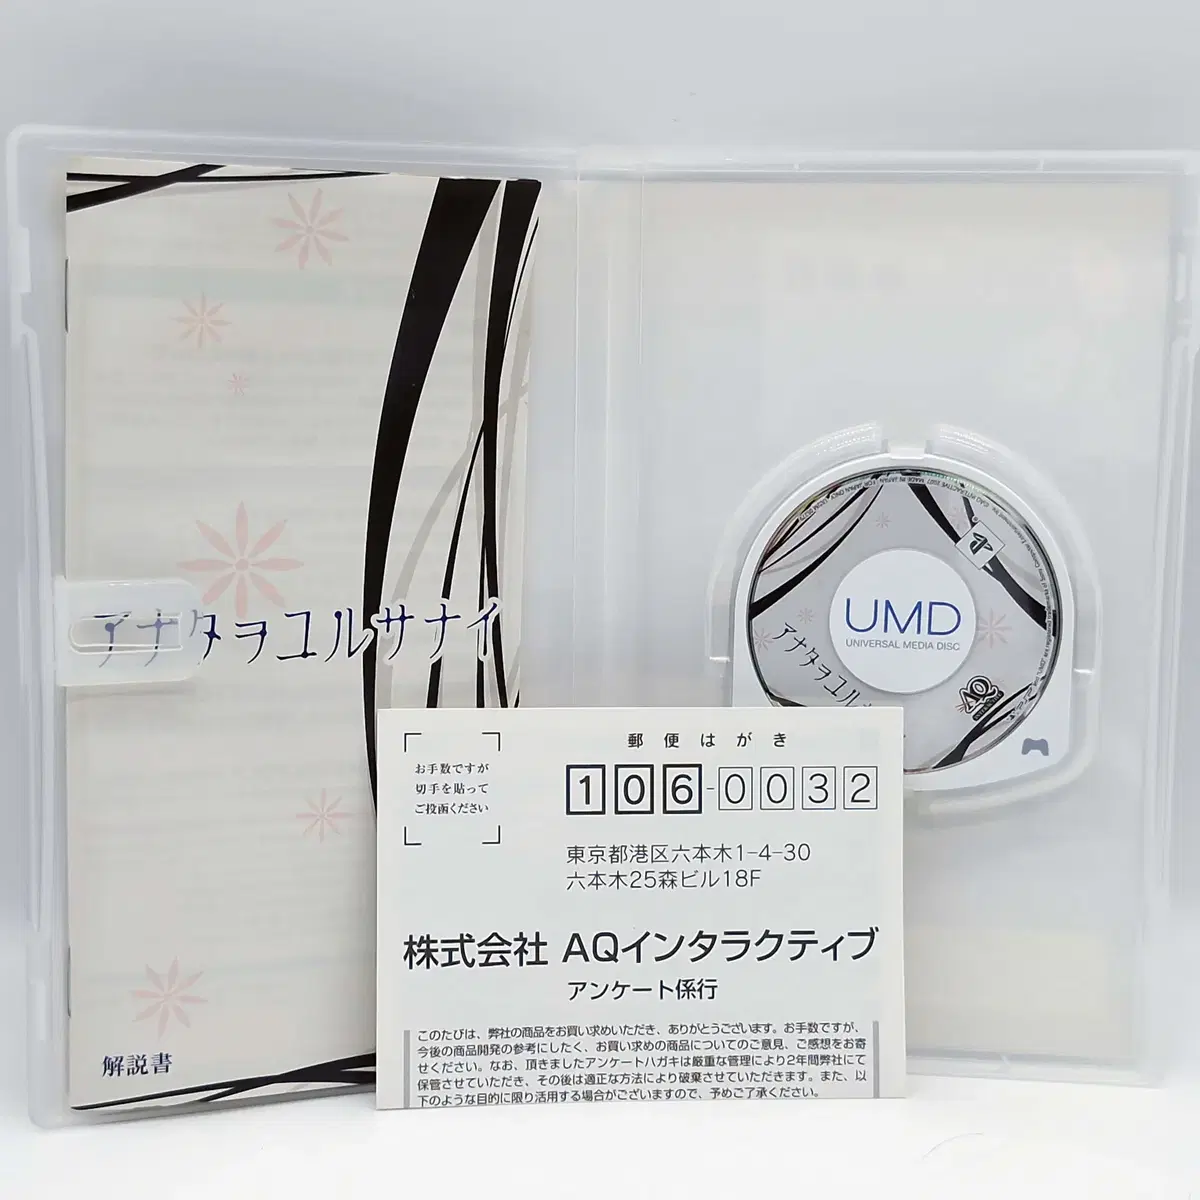 アナタヲユルサナイ
解説書
UMD
UNIVERSAL MEDIA DISC
アナタヲユル
AQ
お手数ですが
切手を貼って
ご投函ください
郵便はがき
106-0032
東京都港区六本木1-4-30
六本木25森ビル18F
株式会社 AQインタラクティブ
アンケート係行
このたびは、弊社の商品をお買い求めいただき、ありがとうございます。お手数ですが、
今後の商品開発の参考にしたく、お買い求めの商品についてのご意見、ご感想をお寄
せください。なお、頂きましたアンケートハガキは厳重な管理により2年間弊社にて
保管させていただき、その後は適正な方法により破棄させていただきます。また、以
下のような目的に限り活用する場合がございますので、予めご了承ください。